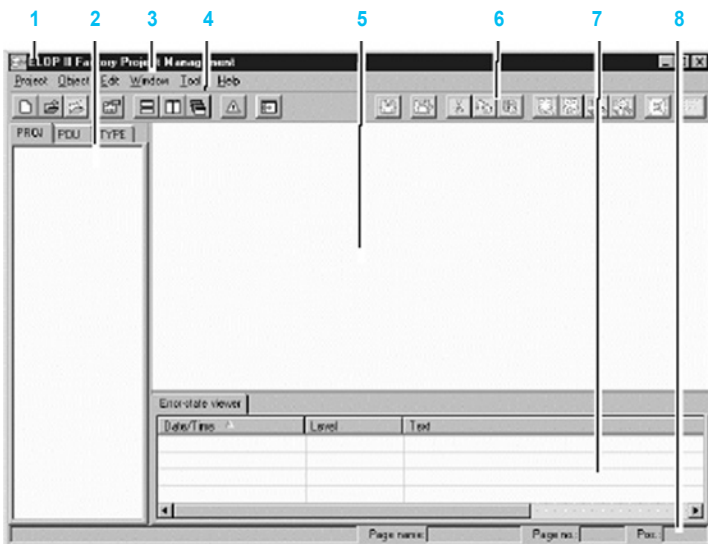 1 2 3 4 5 6 7 8
ELOP II Factory Project Management
Project Object Edit Window Tool Help
PROJ POU TYPE
Error-state viewer
Date/Time Level Text
Page name: Page no.: Pos.: